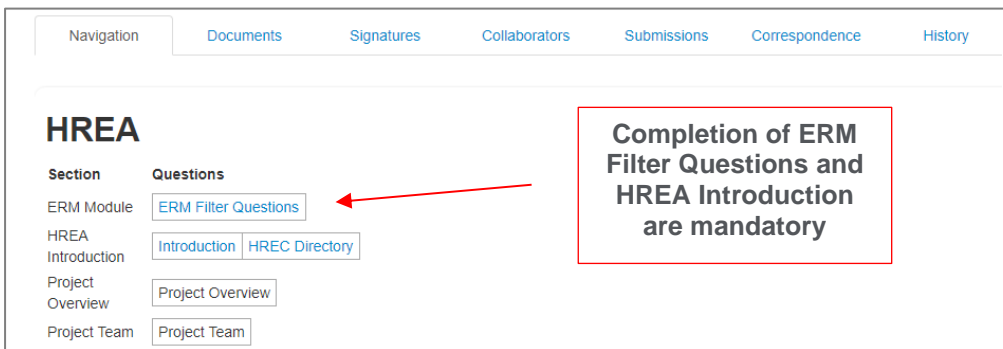 Navigation Documents Signatures Collaborators Submissions Correspondence History
HREA
Completion of ERM
Filter Questions and
HREA Introduction
are mandatory
Section Questions
ERM Module ERM Filter Questions
HREA
Introduction Introduction HREC Directory
Project
Overview Project Overview
Project Team Project Team